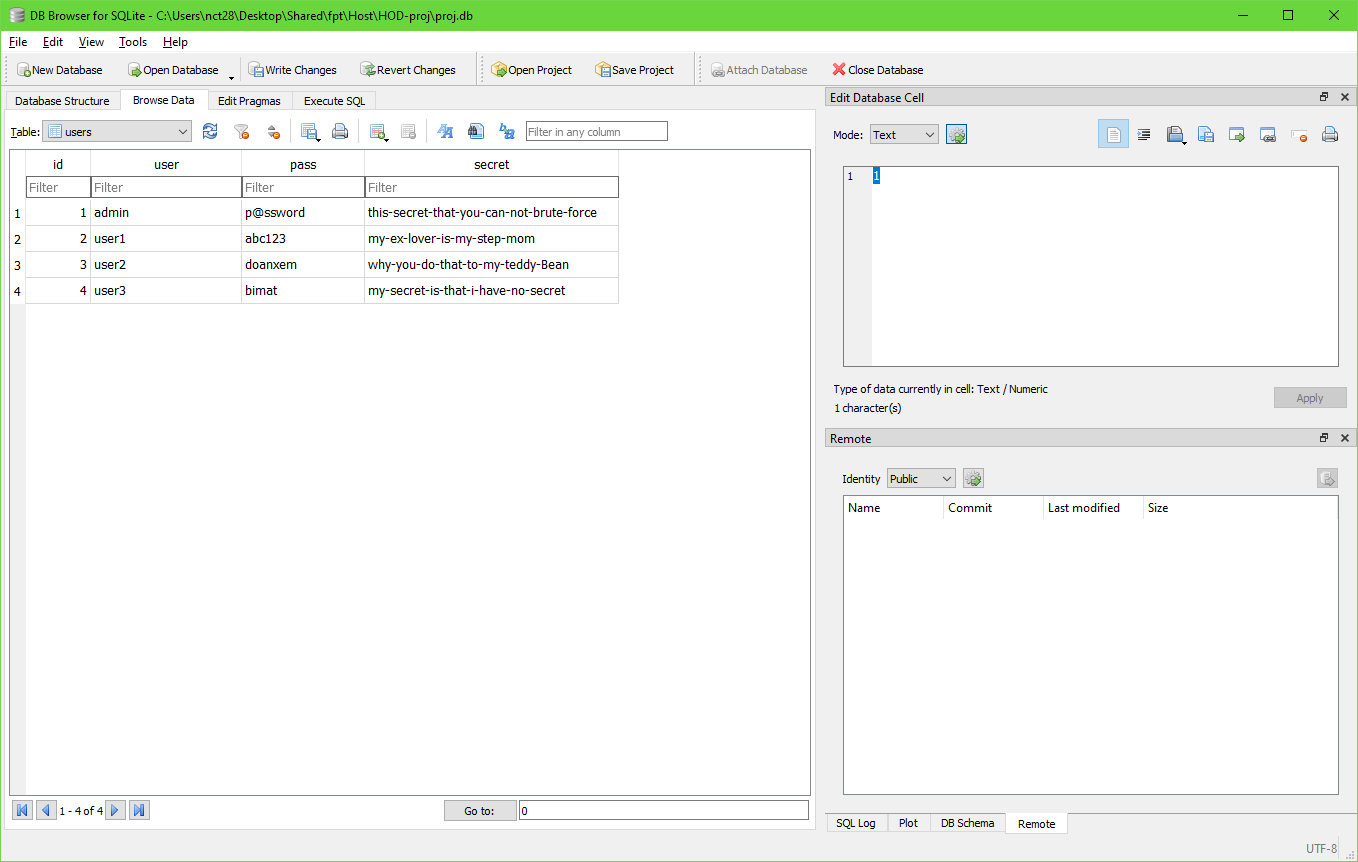 DB Browser for SQLite - C:\Users\nct28\Desktop\Shared\fpt\Host\HOD-proj\proj.db
File Edit View Tools Help
New Database Open Database Write Changes Revert Changes Open Project Save Project Attach Database Close Database
Database Structure Browse Data Edit Pragmas Execute SQL
Table: users Filter in any column
id user pass secret
Filter Filter Filter Filter
1 1 admin p@ssword this-secret-that-you-can-not-brute-force
2 2 user1 abc123 my-ex-lover-is-my-step-mom
3 3 user2 doanxem why-you-do-that-to-my-teddy-Bean
4 4 user3 bimat my-secret-is-that-i-have-no-secret
1 - 4 of 4 Go to: 0
Edit Database Cell
Mode: Text
1 1
Type of data currently in cell: Text / Numeric
1 character(s)
Apply
Remote
Identity Public
Name Commit Last modified Size
SQL Log Plot DB Schema Remote
UTF-8